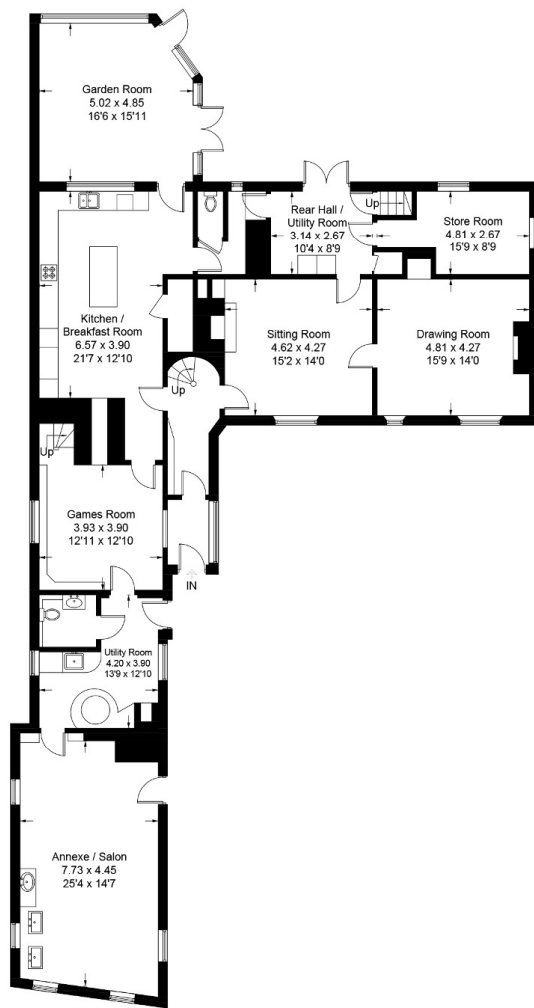 Garden Room
5.02 x 4.85
16'6 x 15'11
Up
Rear Hall /
Utility Room
3.14 x 2.67
10'4 x 8'9
Store Room
4.81 x 2.67
15'9 x 8'9
Kitchen /
Breakfast Room
6.57 x 3.90
21'7 x 12'10
Sitting Room
4.62 x 4.27
15'2 x 14'0
Drawing Room
4.81 x 4.27
15'9 x 14'0
Up
Up
Games Room
3.93 x 3.90
12'11 x 12'10
IN
Utility Room
4.20 x 3.90
13'9 x 12'10
Annexe / Salon
7.73 x 4.45
25'4 x 14'7